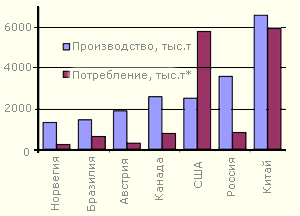 6000
Производство, тыс.т
Потребление, тыс.т*
4000
2000
0
Норвегия
Бразилия
Австрия
Канада
США
Россия
Китай